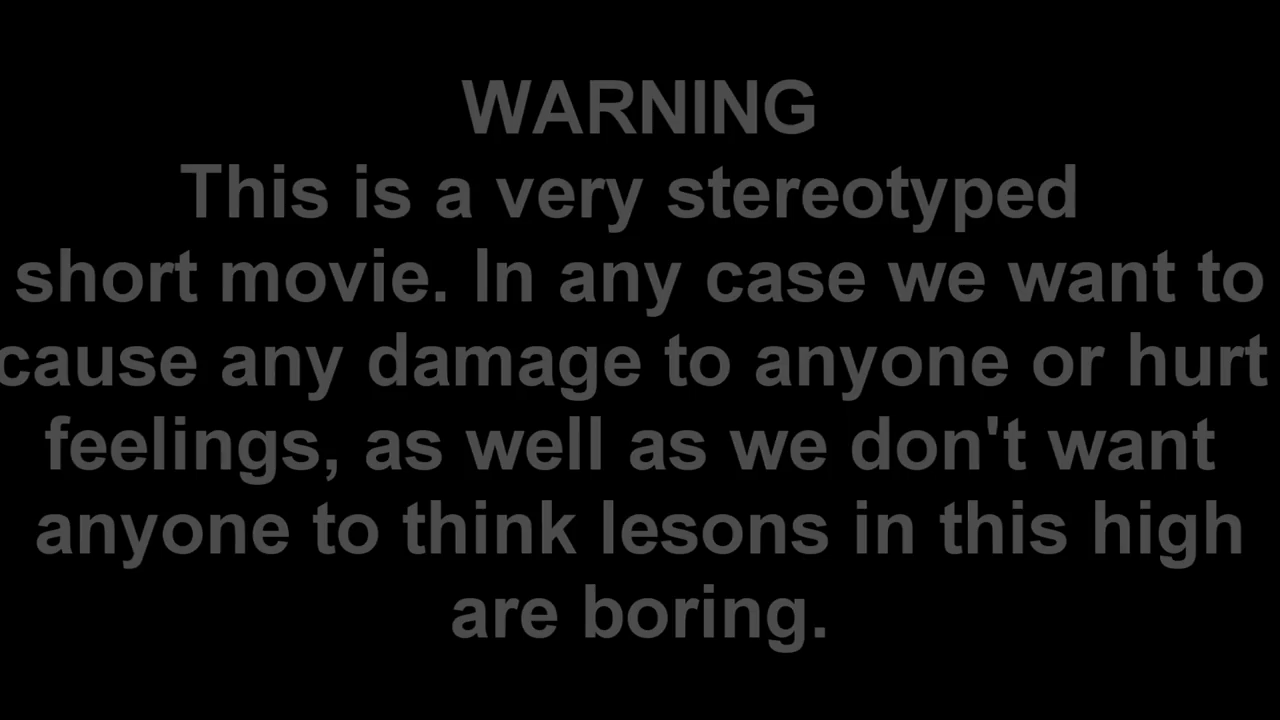 WARNING
This is a very stereotyped
short movie. In any case we want to
cause any damage to anyone or hurt
feelings, as well as we don't want
anyone to think lesons in this high
are boring.